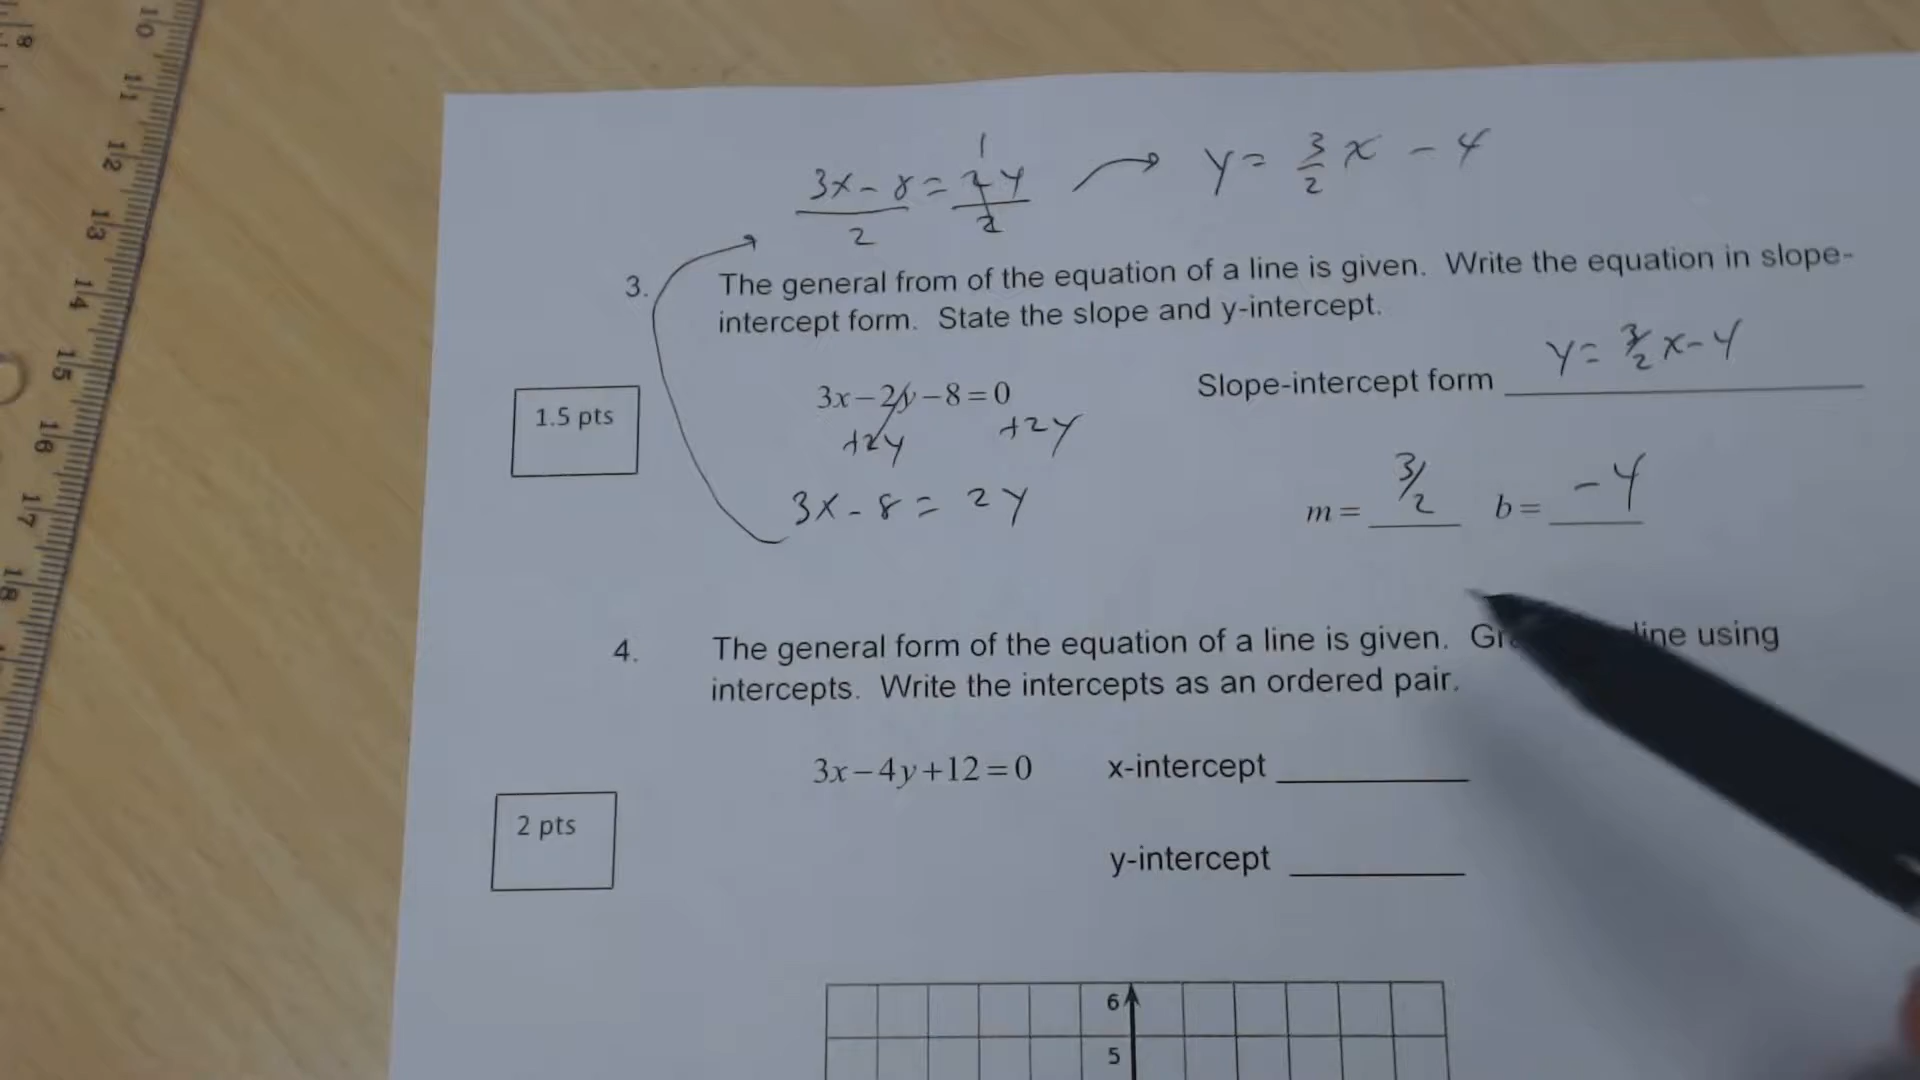 3x - 8 = 2y → y = 3/2 x - 4
2 2
1
3. The general from of the equation of a line is given. Write the equation in slope-
intercept form. State the slope and y-intercept.
y = 3/2 x - 4
3x – 2y – 8 = 0 Slope-intercept form
1.5 pts
+2y +2y
3x - 8 = 2y
m = 3/2 b = -4
4. The general form of the equation of a line is given. line using
intercepts. Write the intercepts as an ordered pair.
3x – 4y + 12 = 0 x-intercept
2 pts
y-intercept
6
5
10
11
12
13
14
15
16
17
18